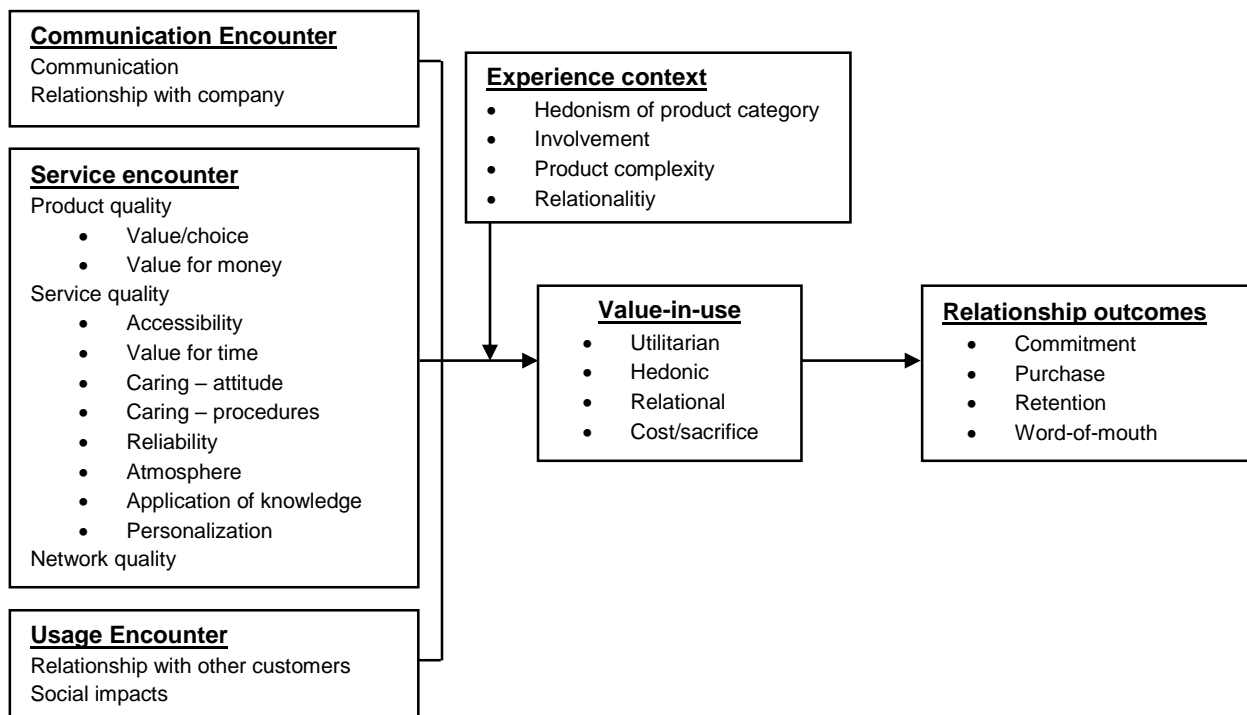 Communication Encounter
Communication
Relationship with company
Service encounter
Product quality
• Value/choice
• Value for money
Service quality
• Accessibility
• Value for time
• Caring – attitude
• Caring – procedures
• Reliability
• Atmosphere
• Application of knowledge
• Personalization
Network quality
Usage Encounter
Relationship with other customers
Social impacts
Experience context
• Hedonism of product category
• Involvement
• Product complexity
• Relationalitiy
Value-in-use
• Utilitarian
• Hedonic
• Relational
• Cost/sacrifice
Relationship outcomes
• Commitment
• Purchase
• Retention
• Word-of-mouth